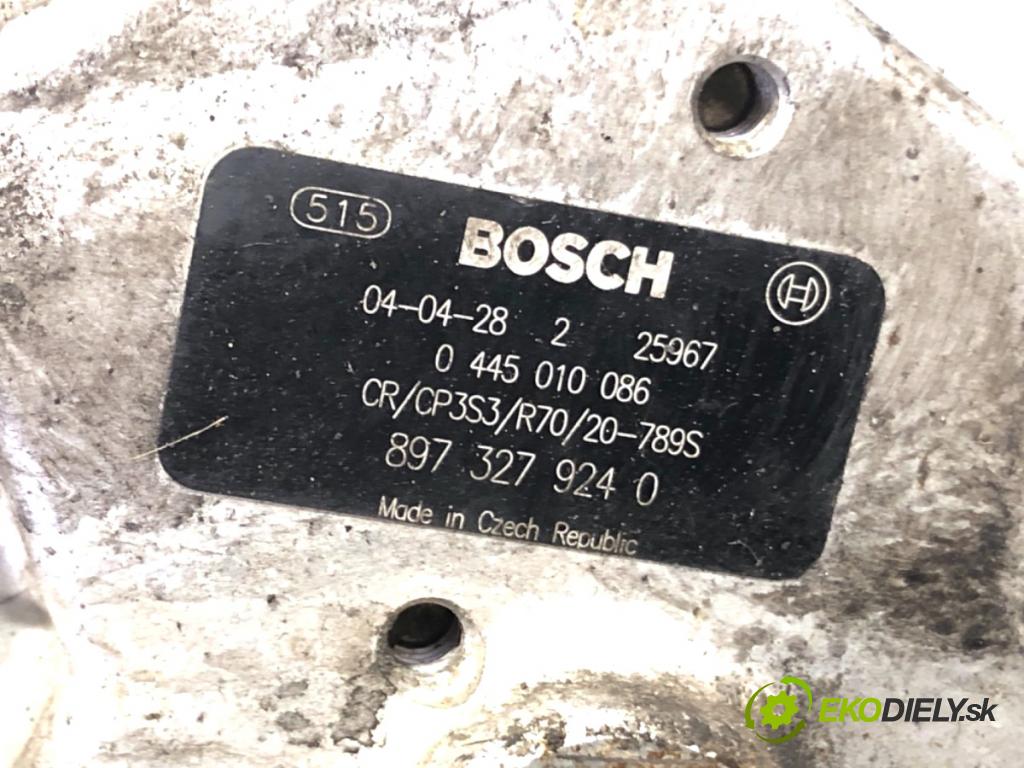 515
BOSCH
04-04-28 2 25967
0 445 010 086
CR/CP3S3/R70/20-789S
897 327 924 0
Made in Czech Republic
EKODIELY.sk